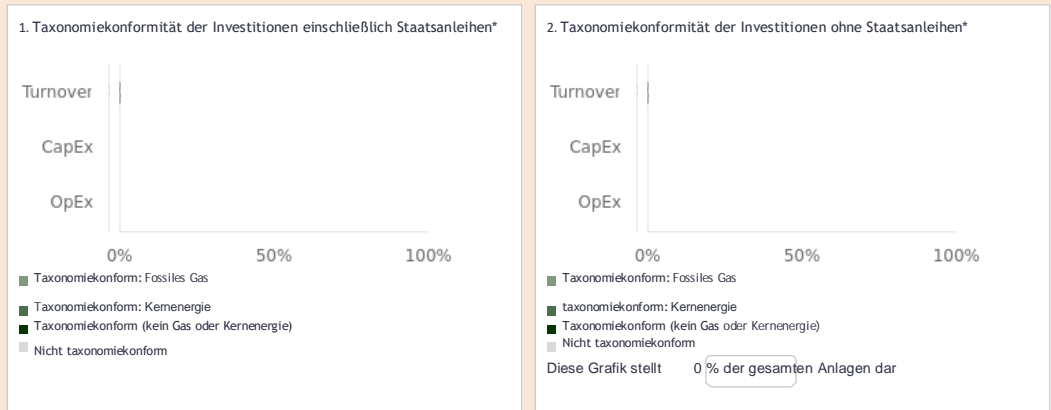 1. Taxonomiekonformität der Investitionen einschließlich Staatsanleihen*
Turnover
CapEx
OpEx
0% 50% 100%
Taxonomiekonform: Fossiles Gas
Taxonomiekonform: Kernenergie
Taxonomiekonform (kein Gas oder Kernenergie)
Nicht taxonomiekonform
2. Taxonomiekonformität der Investitionen ohne Staatsanleihen*
Turnover
CapEx
OpEx
0% 50% 100%
Taxonomiekonform: Fossiles Gas
taxonomiekonform: Kernenergie
Taxonomiekonform (kein Gas oder Kernenergie)
Nicht taxonomiekonform
Diese Grafik stellt 0 % der gesamten Anlagen dar